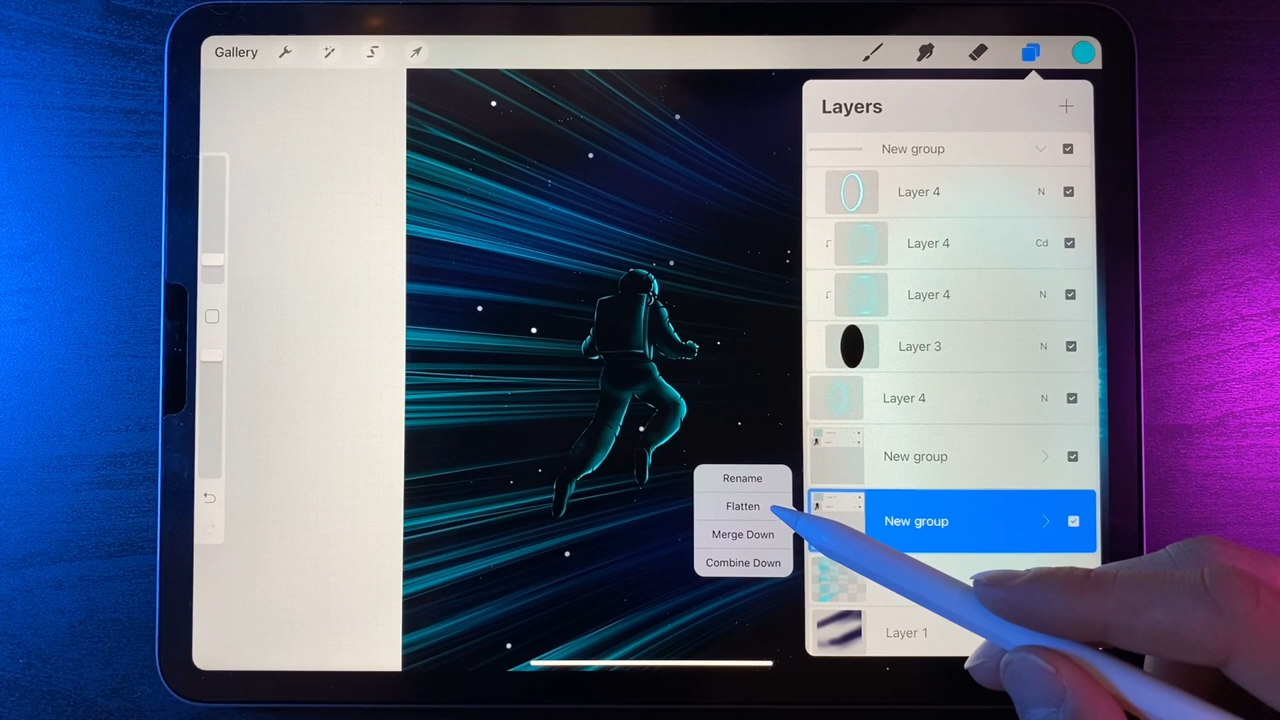 Gallery
Layers
New group
Layer 4 N
Layer 4 Cd
Layer 4 N
Layer 3 N
Layer 4 N
New group
New group
Layer 1
Rename
Flatten
Merge Down
Combine Down